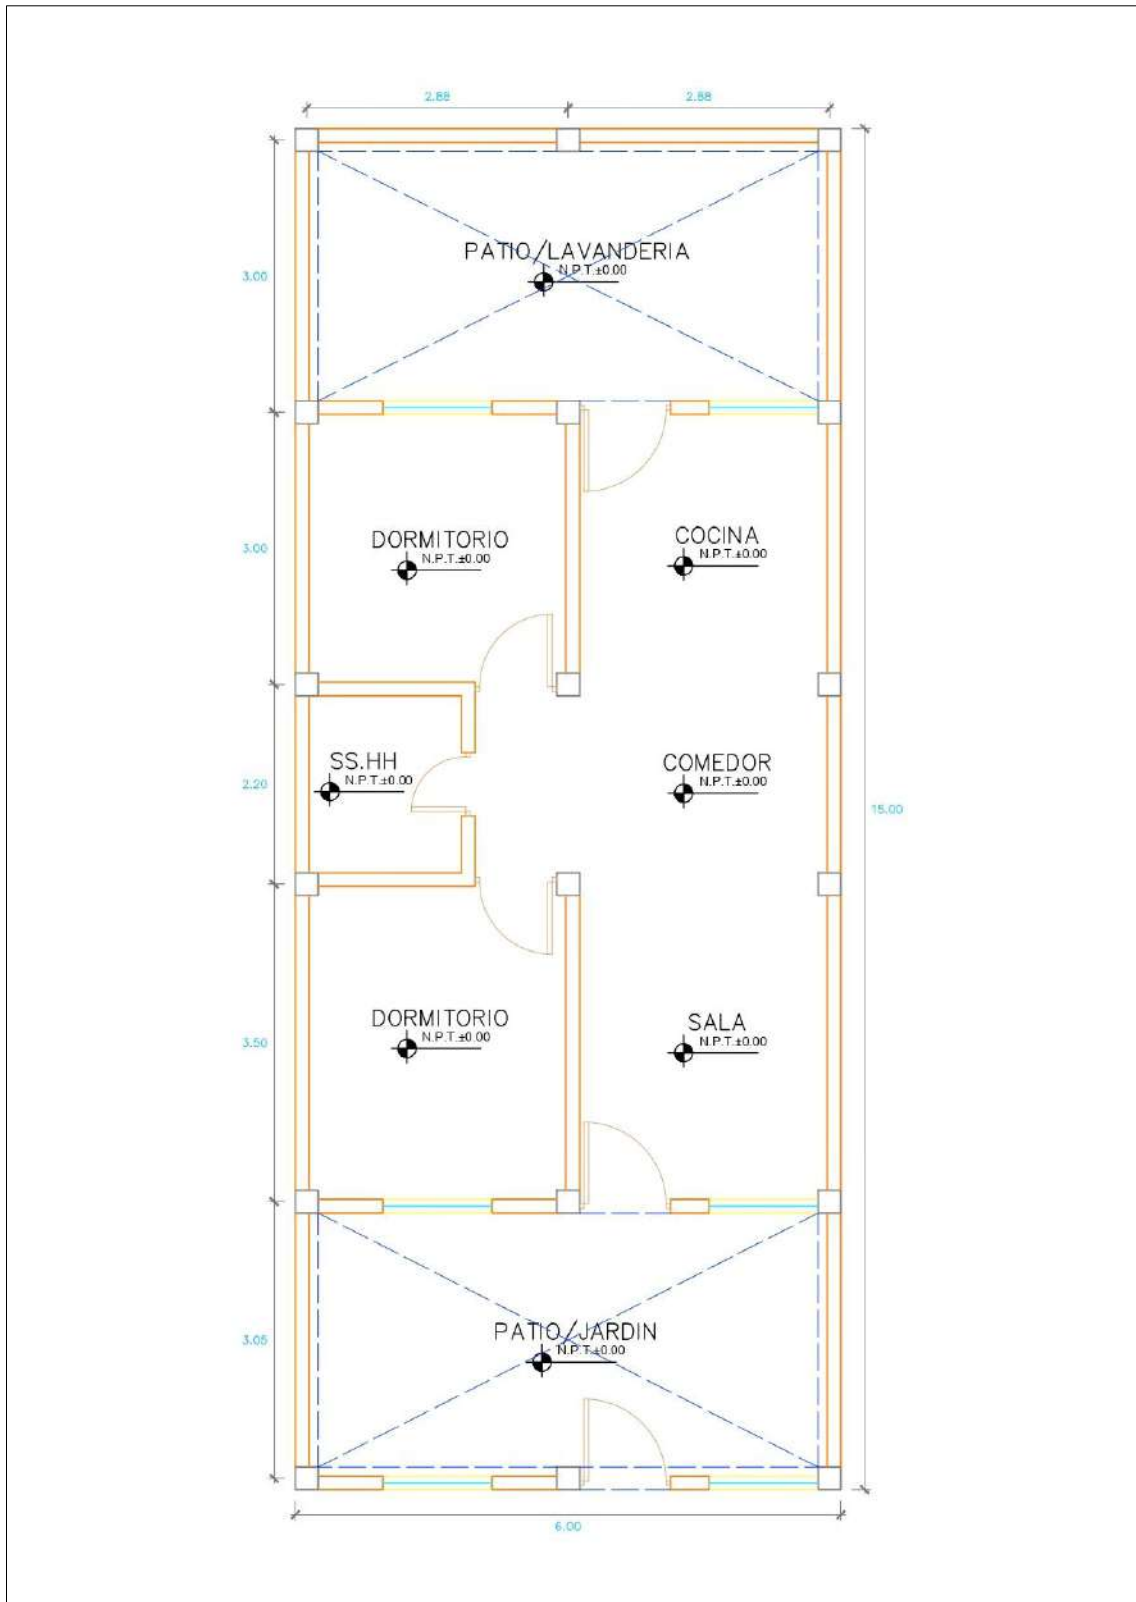 2.88
2.88
PATIO/LAVANDERIA
N.P.T.±0.00
3.00
DORMITORIO
N.P.T.±0.00
COCINA
N.P.T.±0.00
3.00
SS.HH
N.P.T.±0.00
COMEDOR
N.P.T.±0.00
2.20
15.00
DORMITORIO
N.P.T.±0.00
SALA
N.P.T.±0.00
3.50
PATIO/JARDIN
N.P.T.±0.00
3.05
6.00